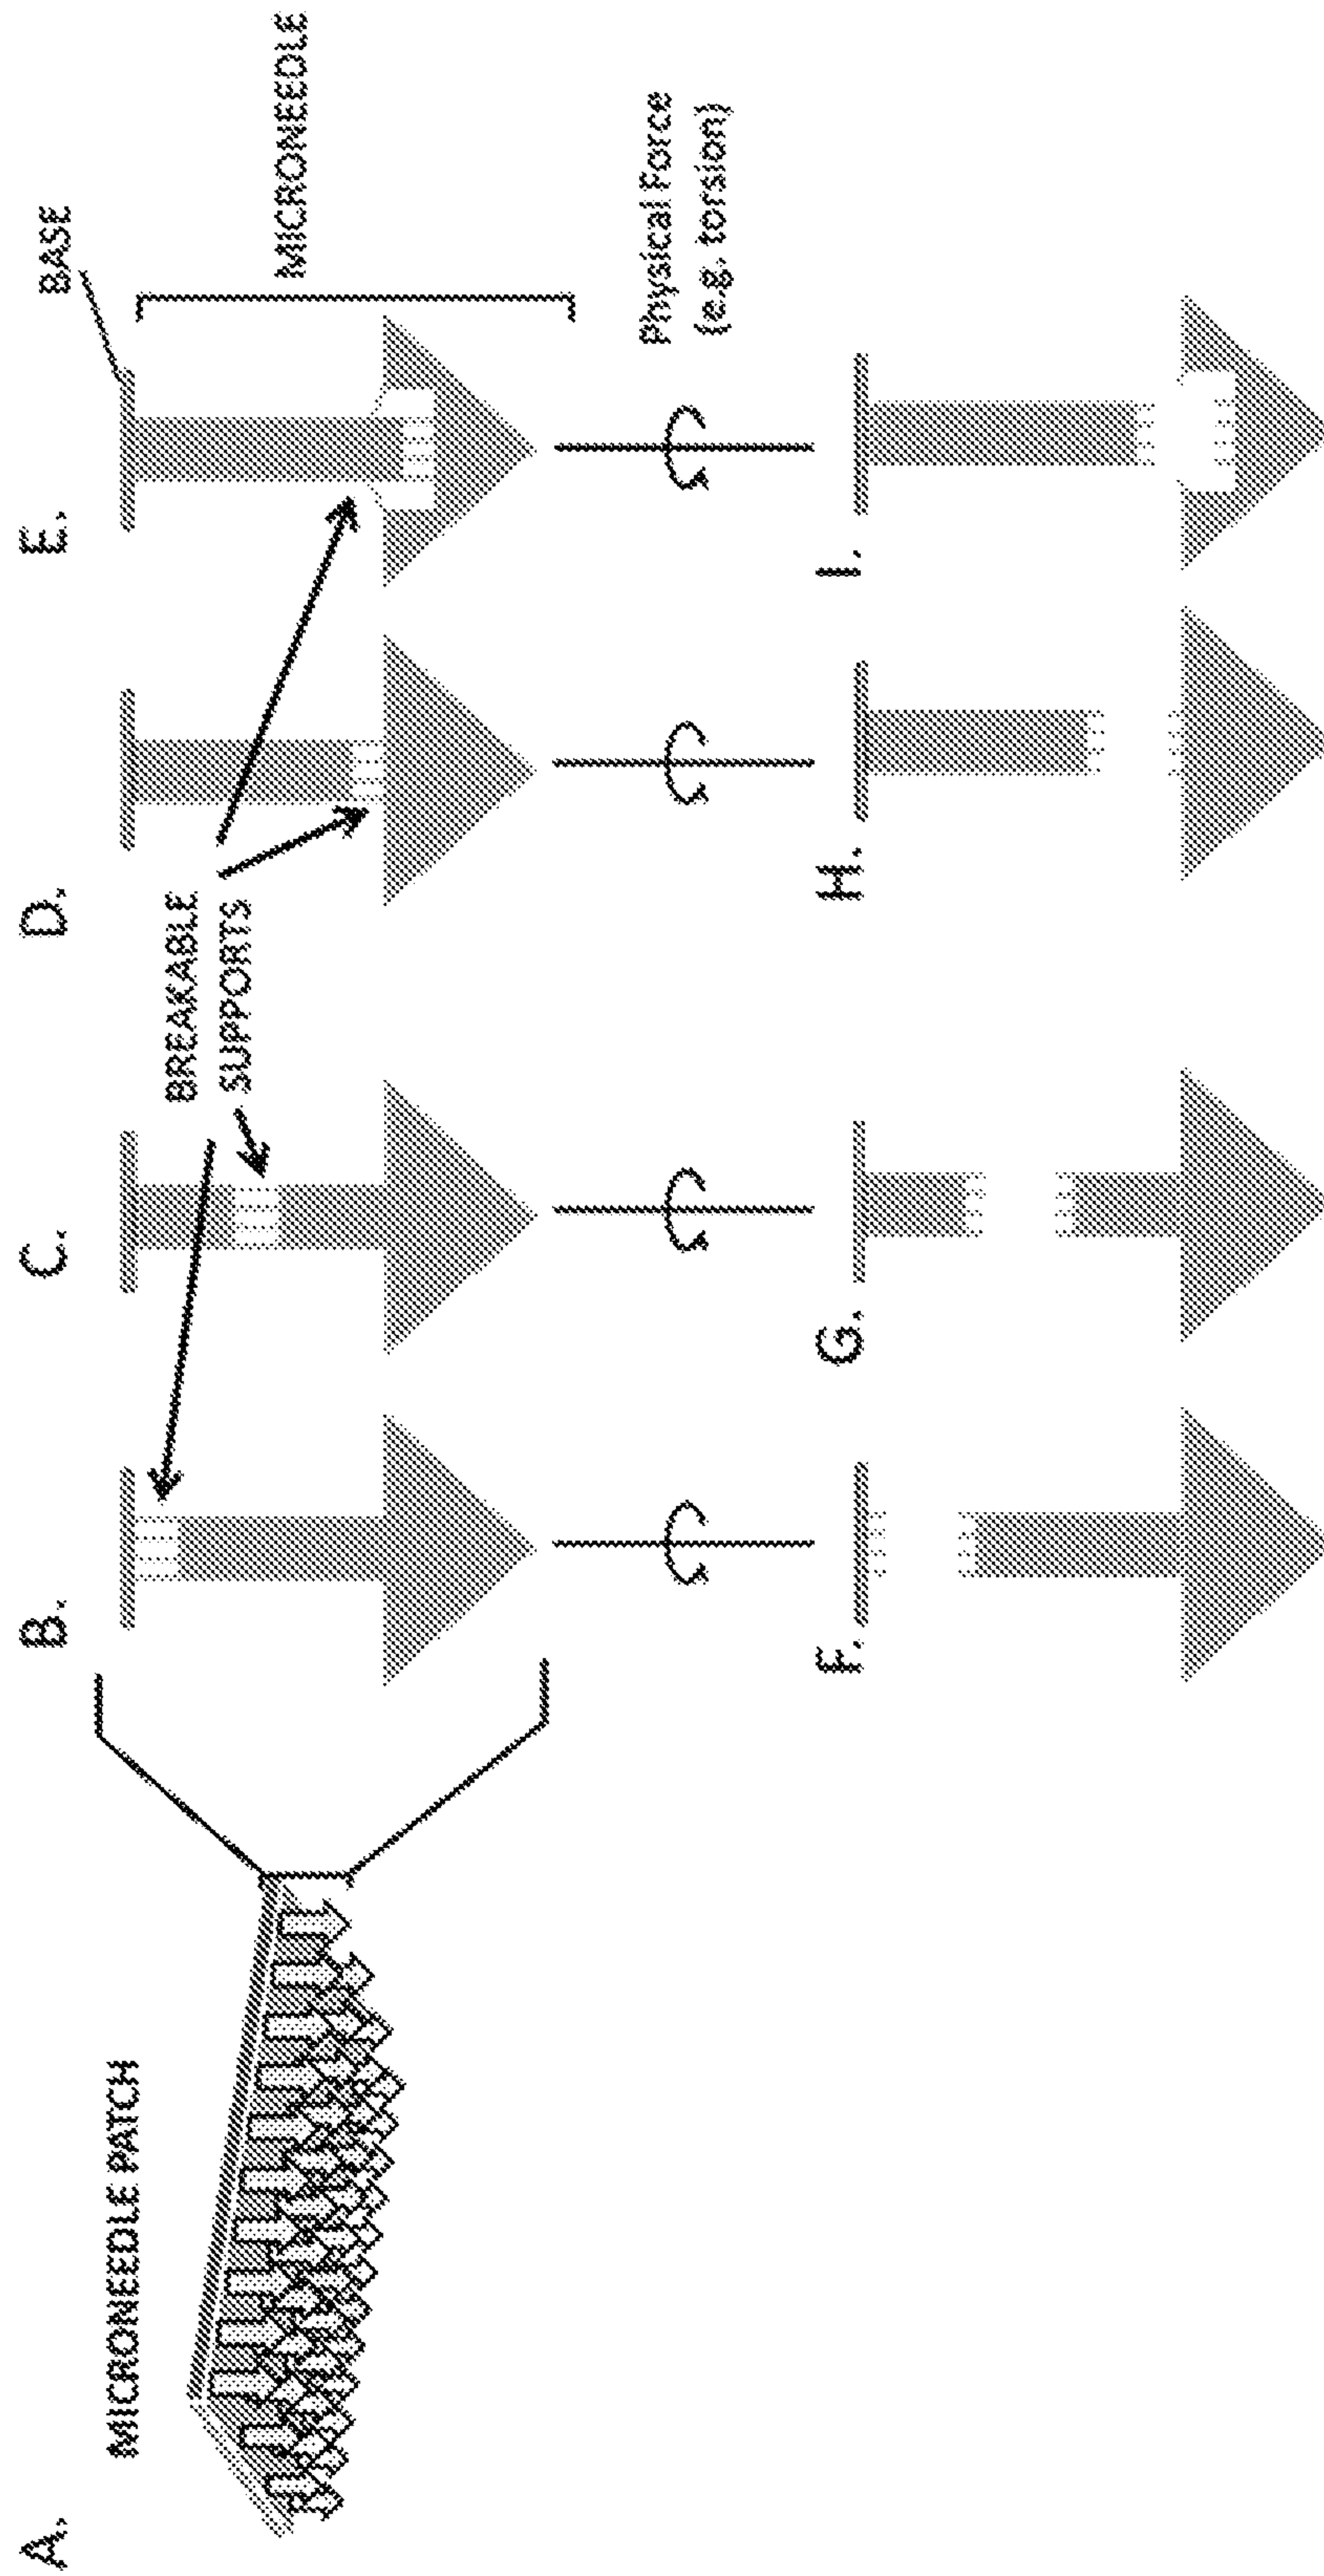 A.
MICRONEEDLE PATCH
B.
C.
BREAKABLE
SUPPORTS
D.
E.
BASE
MICRONEEDLE
Physical Force
(e.g. torsion)
F.
G.
H.
I.